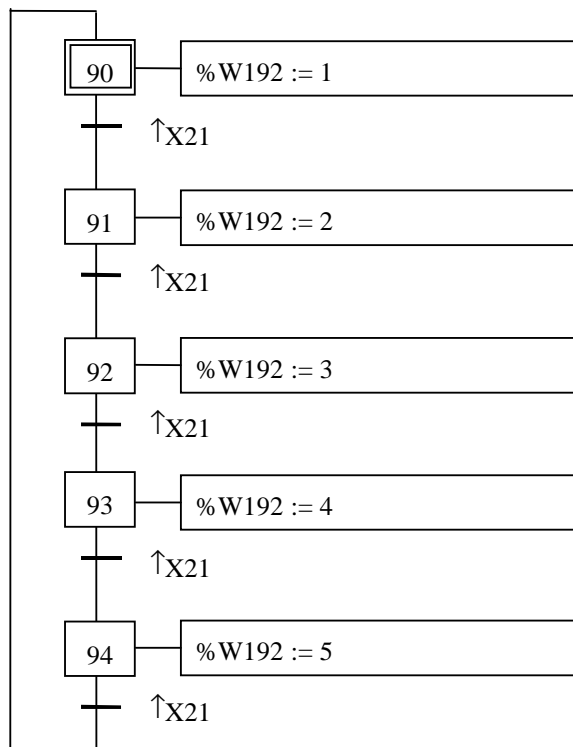 90
%W192 := 1
↑X21
91
%W192 := 2
↑X21
92
%W192 := 3
↑X21
93
%W192 := 4
↑X21
94
%W192 := 5
↑X21